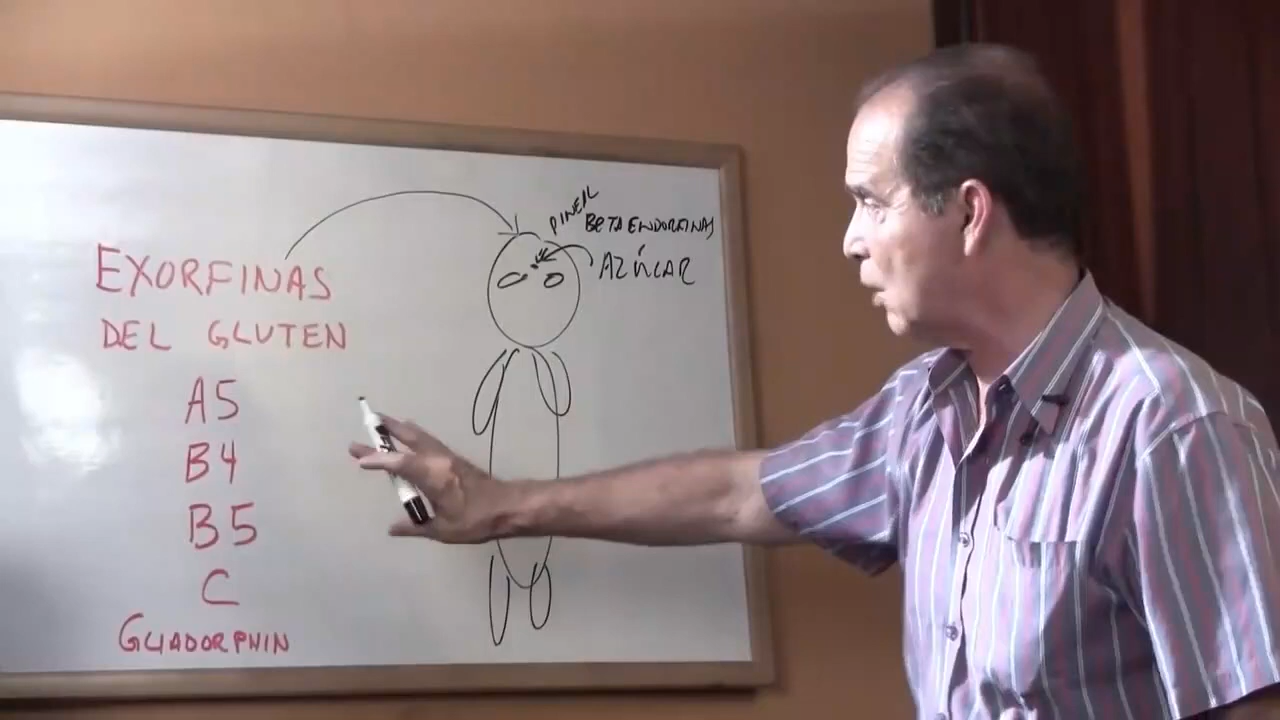 EXORFINAS
DEL GLUTEN
A5
B4
B5
C
GLIADORPHIN
PINEAL
BETA ENDORFINAS
AZÚCAR